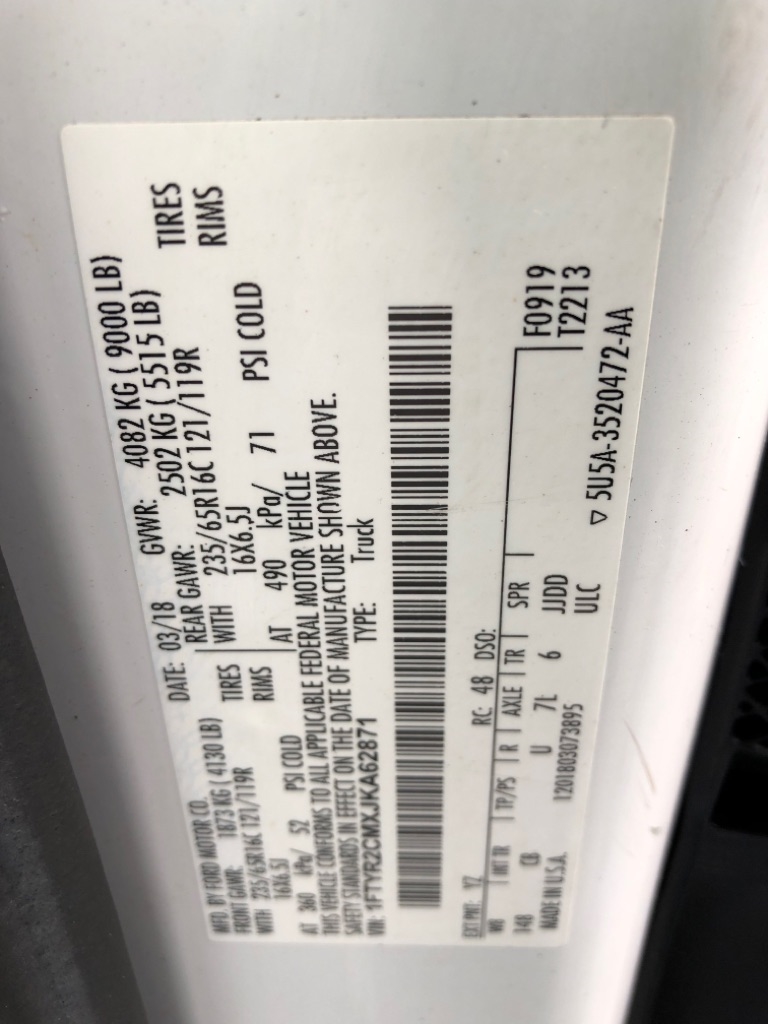 MFD. BY FORD MOTOR CO.
DATE: 03/18 GVWR: 4082 KG ( 9000 LB)
FRONT GAWR: 1873 KG ( 4130 LB) REAR GAWR: 2502 KG ( 5515 LB)
WITH 235/65R16C 121/119R TIRES WITH 235/65R16C 121/119R TIRES
16X6.5J RIMS 16X6.5J RIMS
AT 360 kPa/ 52 PSI COLD AT 490 kPa/ 71 PSI COLD
THIS VEHICLE CONFORMS TO ALL APPLICABLE FEDERAL MOTOR VEHICLE
SAFETY STANDARDS IN EFFECT ON THE DATE OF MANUFACTURE SHOWN ABOVE.
VIN: 1FTYR2CMXJKA62871 TYPE: Truck
EXT PNT: YZ RC: 48 DSO:
WB INT TR TP/PS R AXLE TR SPR F0919
148 CB U 7L 6 JJDD T2213
MADE IN U.S.A. 1201803073895 ULC
▽ 5U5A-3520472-AA